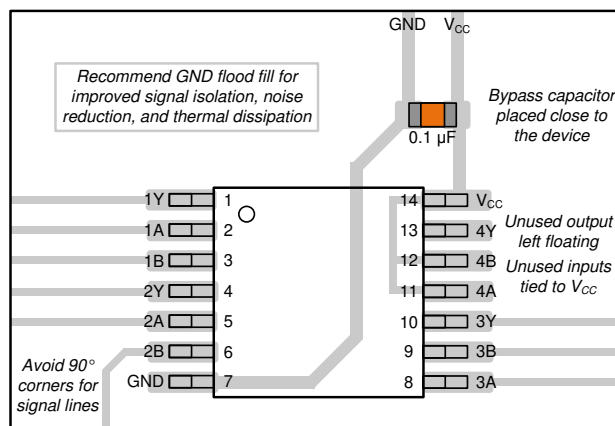 GND VCC
Recommend GND flood fill for
improved signal isolation, noise
reduction, and thermal dissipation
0.1 µF
Bypass capacitor
placed close to
the device
1Y 1 14 VCC
1A 2 13 4Y
1B 3 12 4B
2Y 4 11 4A
2A 5 10 3Y
2B 6 9 3B
GND 7 8 3A
Unused output
left floating
Unused inputs
tied to VCC
Avoid 90°
corners for
signal lines